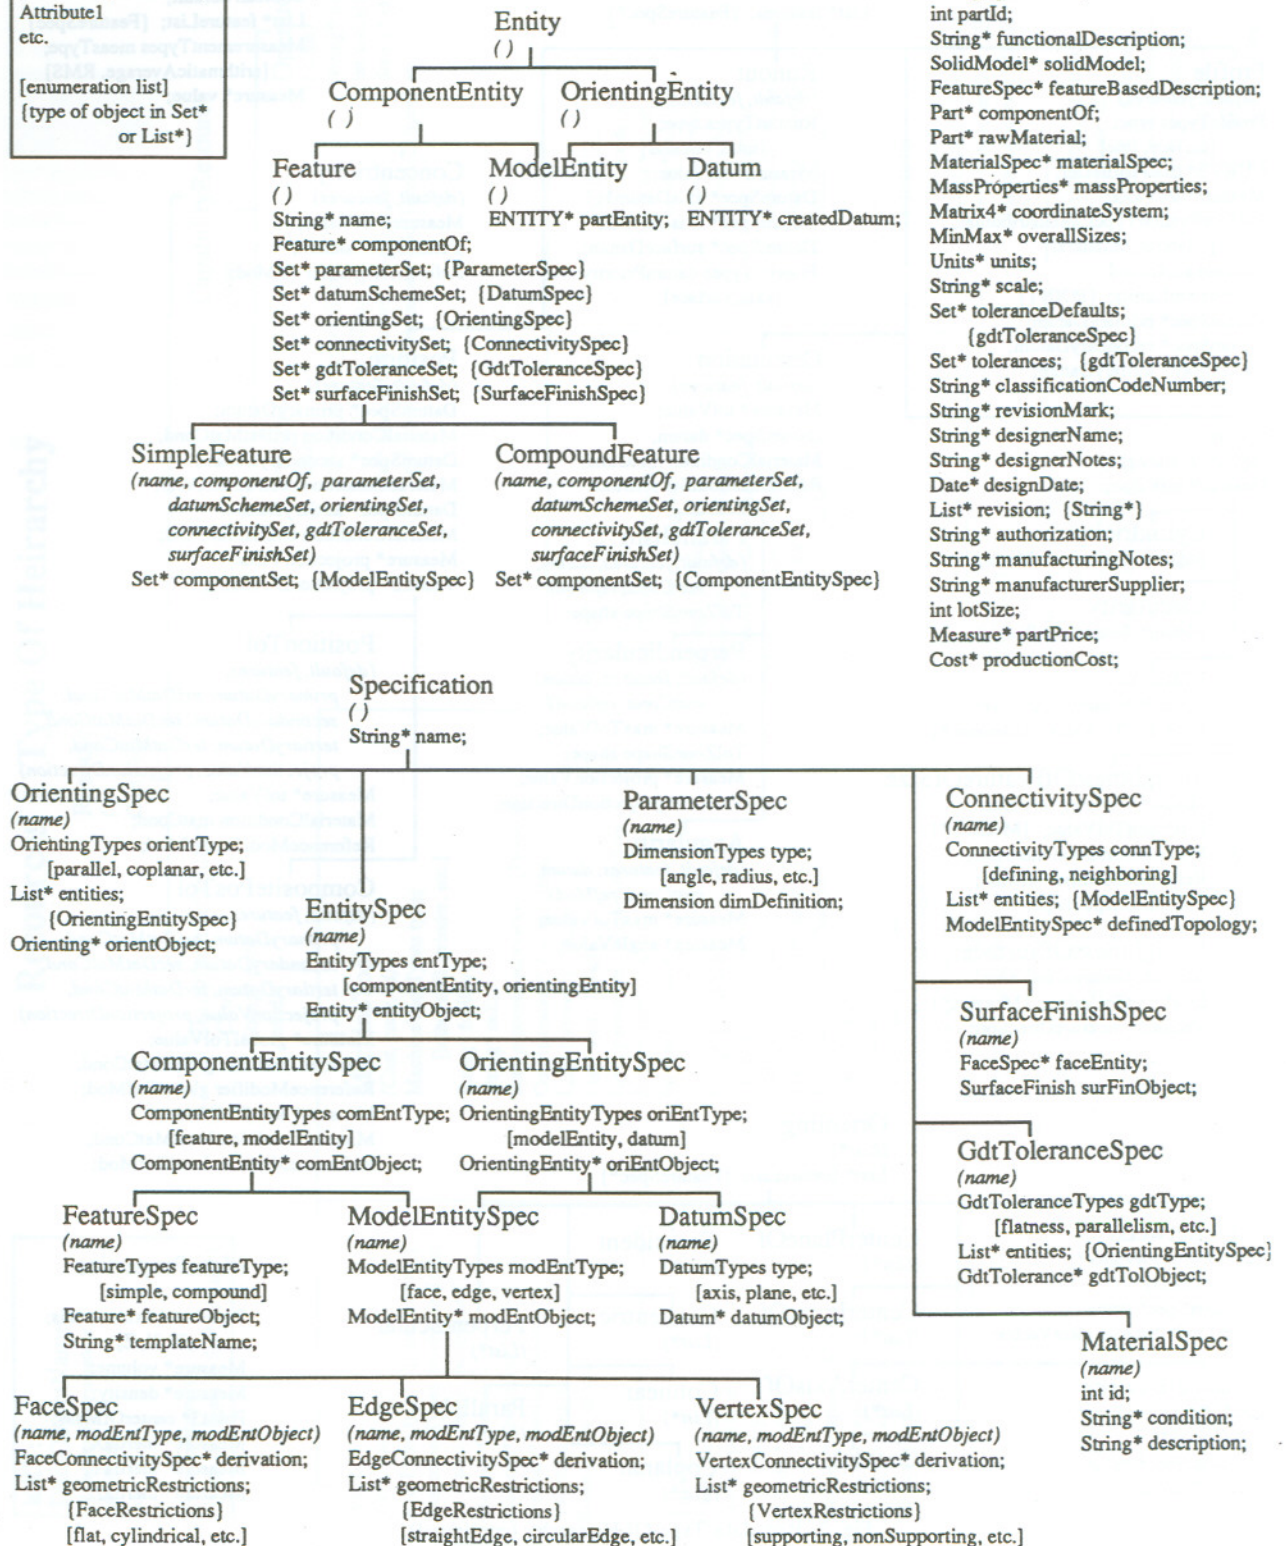 Attribute1
etc.
[enumeration list]
{type of object in Set*
or List*}
Entity
( )
ComponentEntity
( )
OrientingEntity
( )
Feature
( )
String* name;
Feature* componentOf;
Set* parameterSet; {ParameterSpec}
Set* datumSchemeSet; {DatumSpec}
Set* orientingSet; {OrientingSpec}
Set* connectivitySet; {ConnectivitySpec}
Set* gdtToleranceSet; {GdtToleranceSpec}
Set* surfaceFinishSet; {SurfaceFinishSpec}
ModelEntity
( )
ENTITY* partEntity;
Datum
( )
ENTITY* createdDatum;
SimpleFeature
(name, componentOf, parameterSet,
datumSchemeSet, orientingSet,
connectivitySet, gdtToleranceSet,
surfaceFinishSet)
Set* componentSet; {ModelEntitySpec}
CompoundFeature
(name, componentOf, parameterSet,
datumSchemeSet, orientingSet,
connectivitySet, gdtToleranceSet,
surfaceFinishSet)
Set* componentSet; {ComponentEntitySpec}
int partId;
String* functionalDescription;
SolidModel* solidModel;
FeatureSpec* featureBasedDescription;
Part* componentOf;
Part* rawMaterial;
MaterialSpec* materialSpec;
MassProperties* massProperties;
Matrix4* coordinateSystem;
MinMax* overallSizes;
Units* units;
String* scale;
Set* toleranceDefaults;
{gdtToleranceSpec}
Set* tolerances; {gdtToleranceSpec}
String* classificationCodeNumber;
String* revisionMark;
String* designerName;
String* designerNotes;
Date* designDate;
List* revision; {String*}
String* authorization;
String* manufacturingNotes;
String* manufacturerSupplier;
int lotSize;
Measure* partPrice;
Cost* productionCost;
Specification
( )
String* name;
OrientingSpec
(name)
OrientingTypes orientType;
[parallel, coplanar, etc.]
List* entities;
{OrientingEntitySpec}
Orienting* orientObject;
EntitySpec
(name)
EntityTypes entType;
[componentEntity, orientingEntity]
Entity* entityObject;
ParameterSpec
(name)
DimensionTypes type;
[angle, radius, etc.]
Dimension dimDefinition;
ConnectivitySpec
(name)
ConnectivityTypes connType;
[defining, neighboring]
List* entities; {ModelEntitySpec}
ModelEntitySpec* definedTopology;
SurfaceFinishSpec
(name)
FaceSpec* faceEntity;
SurfaceFinish surFinObject;
ComponentEntitySpec
(name)
ComponentEntityTypes comEntType;
[feature, modelEntity]
ComponentEntity* comEntObject;
OrientingEntitySpec
(name)
OrientingEntityTypes oriEntType;
[modelEntity, datum]
OrientingEntity* oriEntObject;
GdtToleranceSpec
(name)
GdtToleranceTypes gdtType;
[flatness, parallelism, etc.]
List* entities; {OrientingEntitySpec}
GdtTolerance* gdtTolObject;
FeatureSpec
(name)
FeatureTypes featureType;
[simple, compound]
Feature* featureObject;
String* templateName;
ModelEntitySpec
(name)
ModelEntityTypes modEntType;
[face, edge, vertex]
ModelEntity* modEntObject;
DatumSpec
(name)
DatumTypes type;
[axis, plane, etc.]
Datum* datumObject;
MaterialSpec
(name)
int id;
String* condition;
String* description;
FaceSpec
(name, modEntType, modEntObject)
FaceConnectivitySpec* derivation;
List* geometricRestrictions;
{FaceRestrictions}
[flat, cylindrical, etc.]
EdgeSpec
(name, modEntType, modEntObject)
EdgeConnectivitySpec* derivation;
List* geometricRestrictions;
{EdgeRestrictions}
[straightEdge, circularEdge, etc.]
VertexSpec
(name, modEntType, modEntObject)
VertexConnectivitySpec* derivation;
List* geometricRestrictions;
{VertexRestrictions}
[supporting, nonSupporting, etc.]